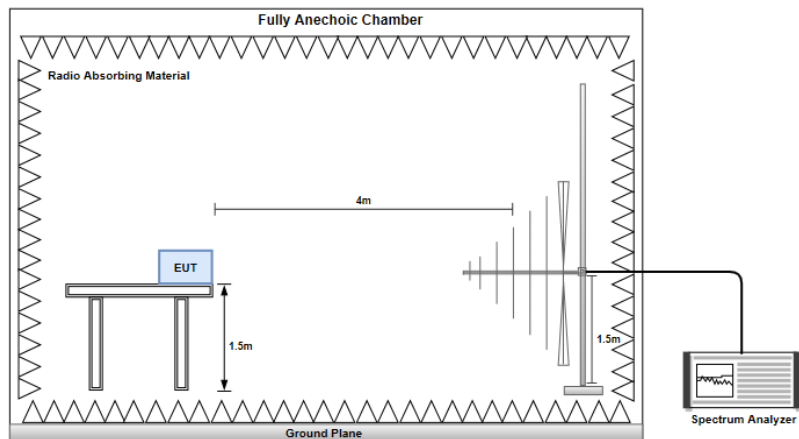 Fully Anechoic Chamber
Radio Absorbing Material
4m
EUT
1.5m
1.5m
Spectrum Analyzer
Ground Plane